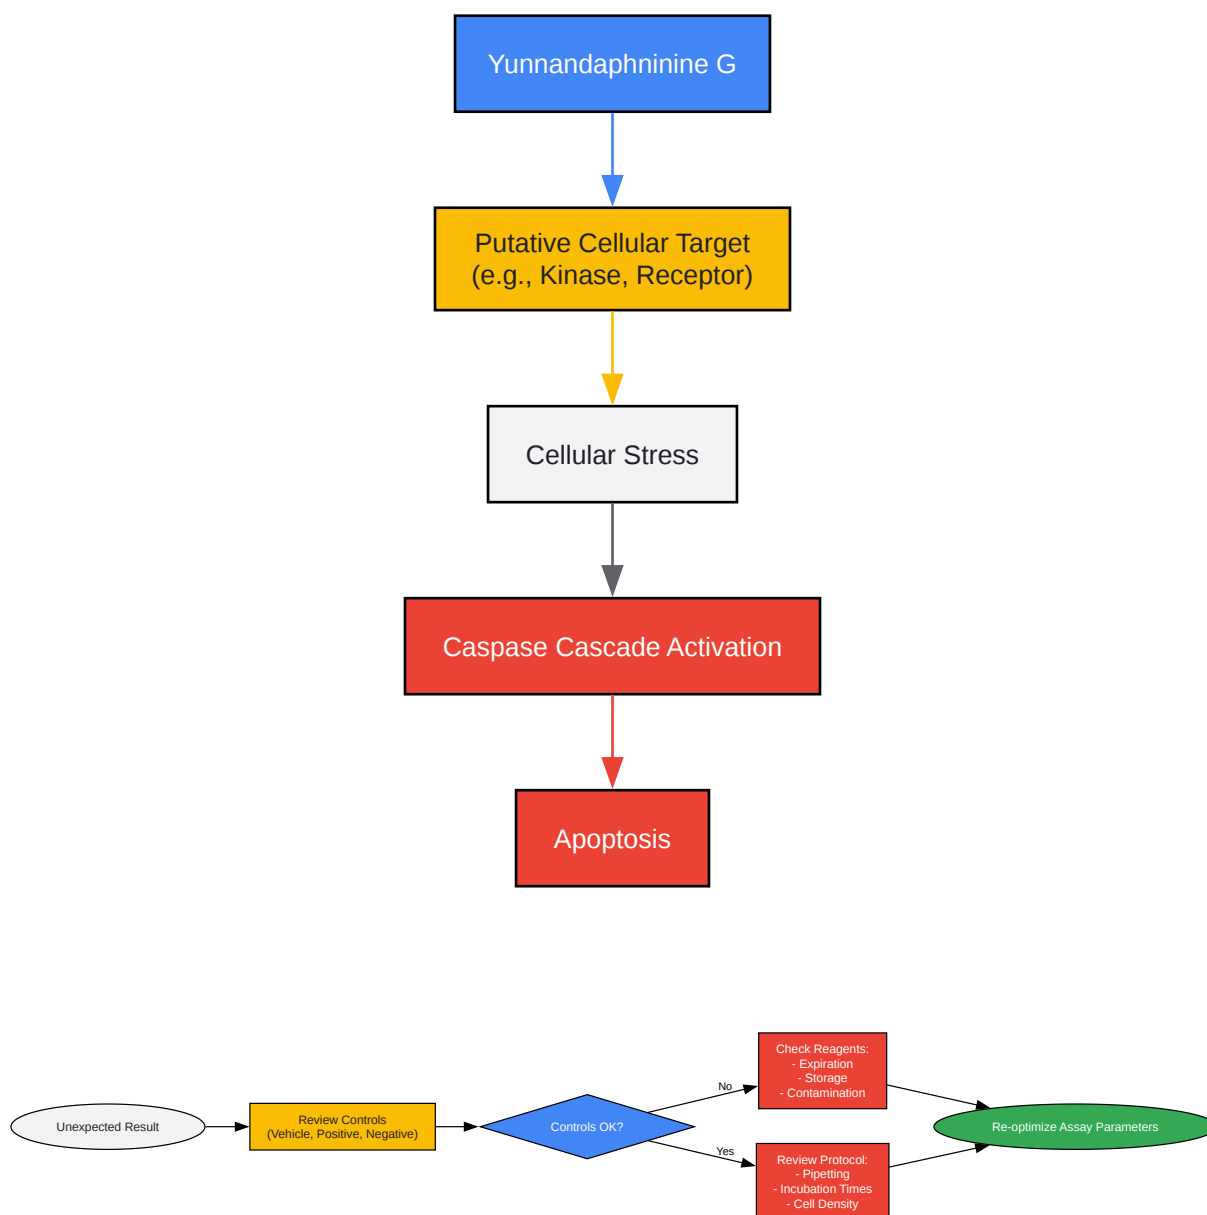 Yunnandaphninine G
Putative Cellular Target
(e.g., Kinase, Receptor)
Cellular Stress
Caspase Cascade Activation
Apoptosis
Unexpected Result
Review Controls
(Vehicle, Positive, Negative)
Controls OK?
No
Yes
Check Reagents:
- Expiration
- Storage
- Contamination
Review Protocol:
- Pipetting
- Incubation Times
- Cell Density
Re-optimize Assay Parameters